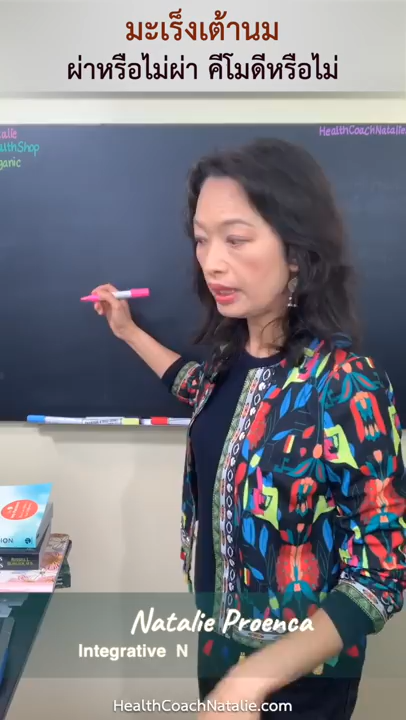 มะเร็งเต้านม
ผ่าหรือไม่ผ่า คีโมดีหรือไม่
HealthCoachNatalie
Natalie Proenca
Integrative N
HealthCoachNatalie.com